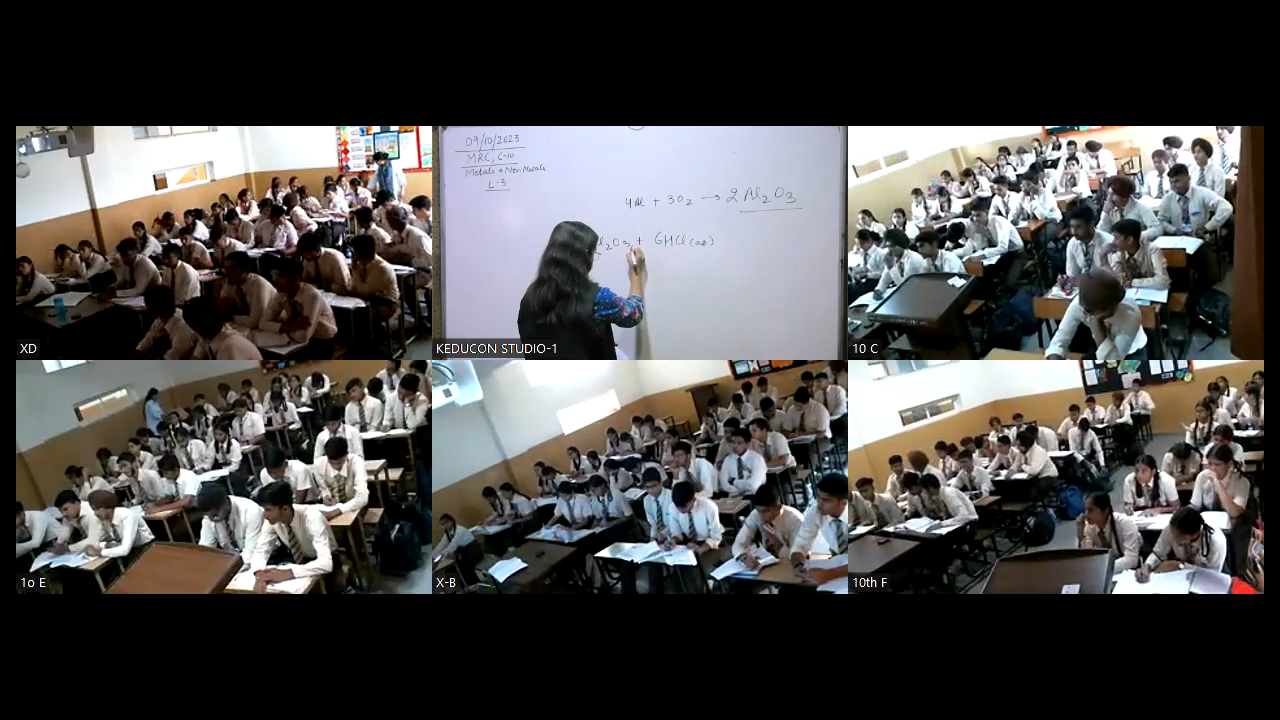 09/10/2023
MRC, C-10
Metals + Non Metals
L-3
4Al + 3O2 → 2Al2O3
l2O3 + 6HCl(aq)
XD
KEDUCON STUDIO-1
10 C
1o E
X-B
10th F